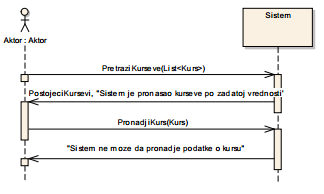 Sistem
Aktor : Aktor
PretraziKurseve(List<Kurs>)
PostojeciKursevi, "Sistem je pronasao kurseve po zadatoj vrednosti"
PronadjiKurs(Kurs)
"Sistem ne moze da pronadje podatke o kursu"